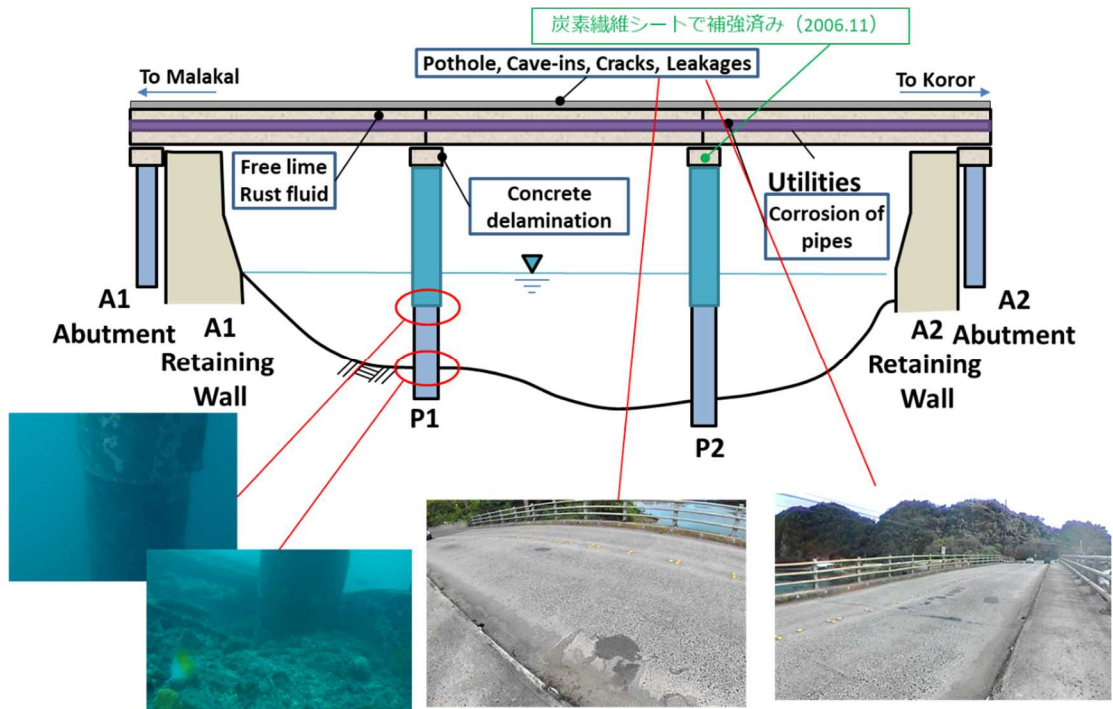 炭素繊維シートで補強済み（2006.11）
Pothole, Cave-ins, Cracks, Leakages
To Malakal
To Koror
Free lime
Rust fluid
Concrete
delamination
Utilities
Corrosion of
pipes
A1
Abutment
A1
Retaining
Wall
P1
P2
A2
Retaining
Wall
A2
Abutment